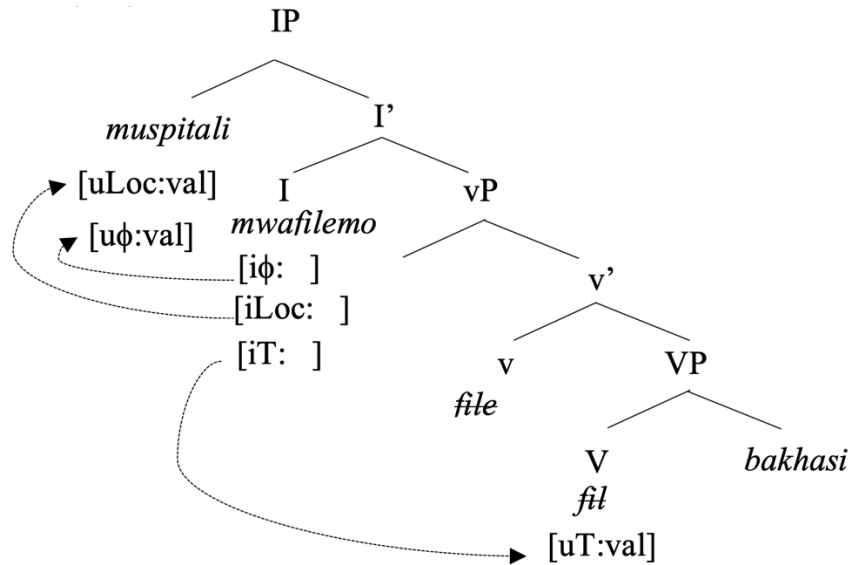 IP
muspitali I’
[uLoc:val] I vP
[uϕ:val] mwafilemo
[iϕ: ] v’
[iLoc: ]
[iT: ] v VP
file
V bakhasi
fil
[uT:val]